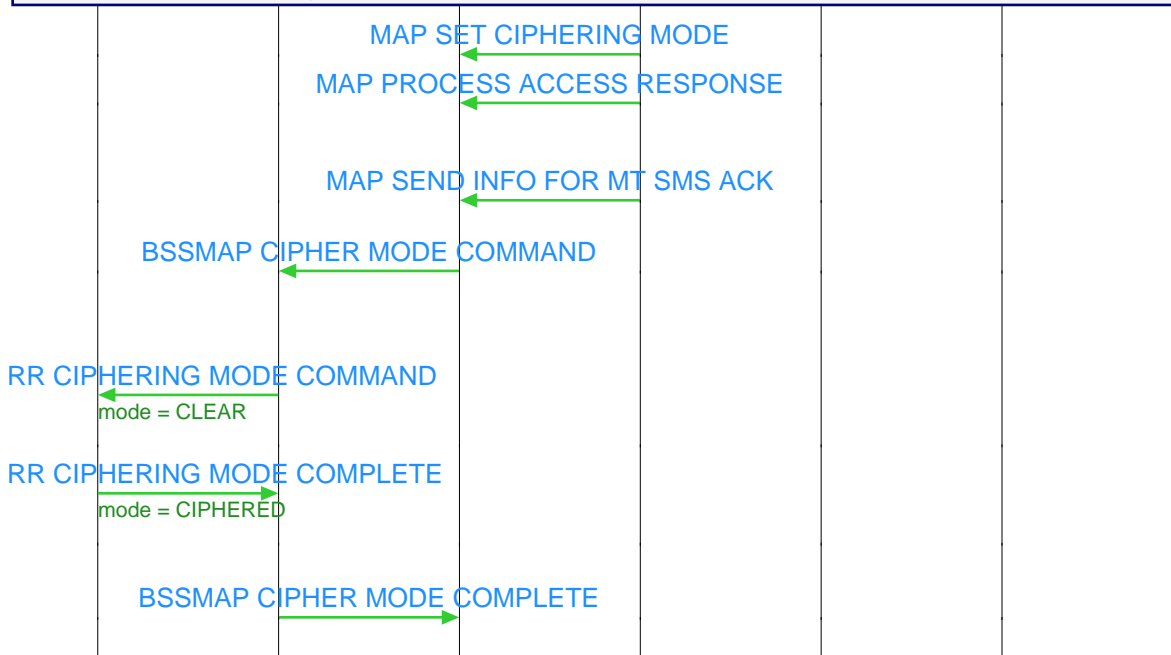 MAP SET CIPHERING MODE
MAP PROCESS ACCESS RESPONSE
MAP SEND INFO FOR MT SMS ACK
BSSMAP CIPHER MODE COMMAND
RR CIPHERING MODE COMMAND
mode = CLEAR
RR CIPHERING MODE COMPLETE
mode = CIPHERED
BSSMAP CIPHER MODE COMPLETE